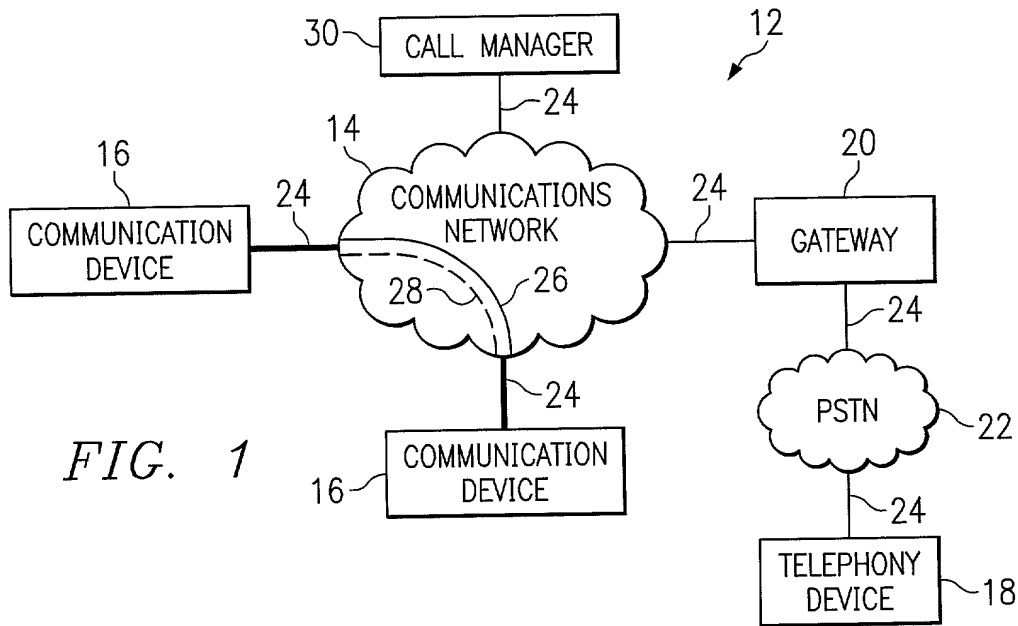 30
CALL MANAGER
12
24
14
16
24
COMMUNICATION
DEVICE
COMMUNICATIONS
NETWORK
24
20
GATEWAY
28
26
24
24
PSTN
22
FIG. 1
16
COMMUNICATION
DEVICE
24
TELEPHONY
DEVICE
18